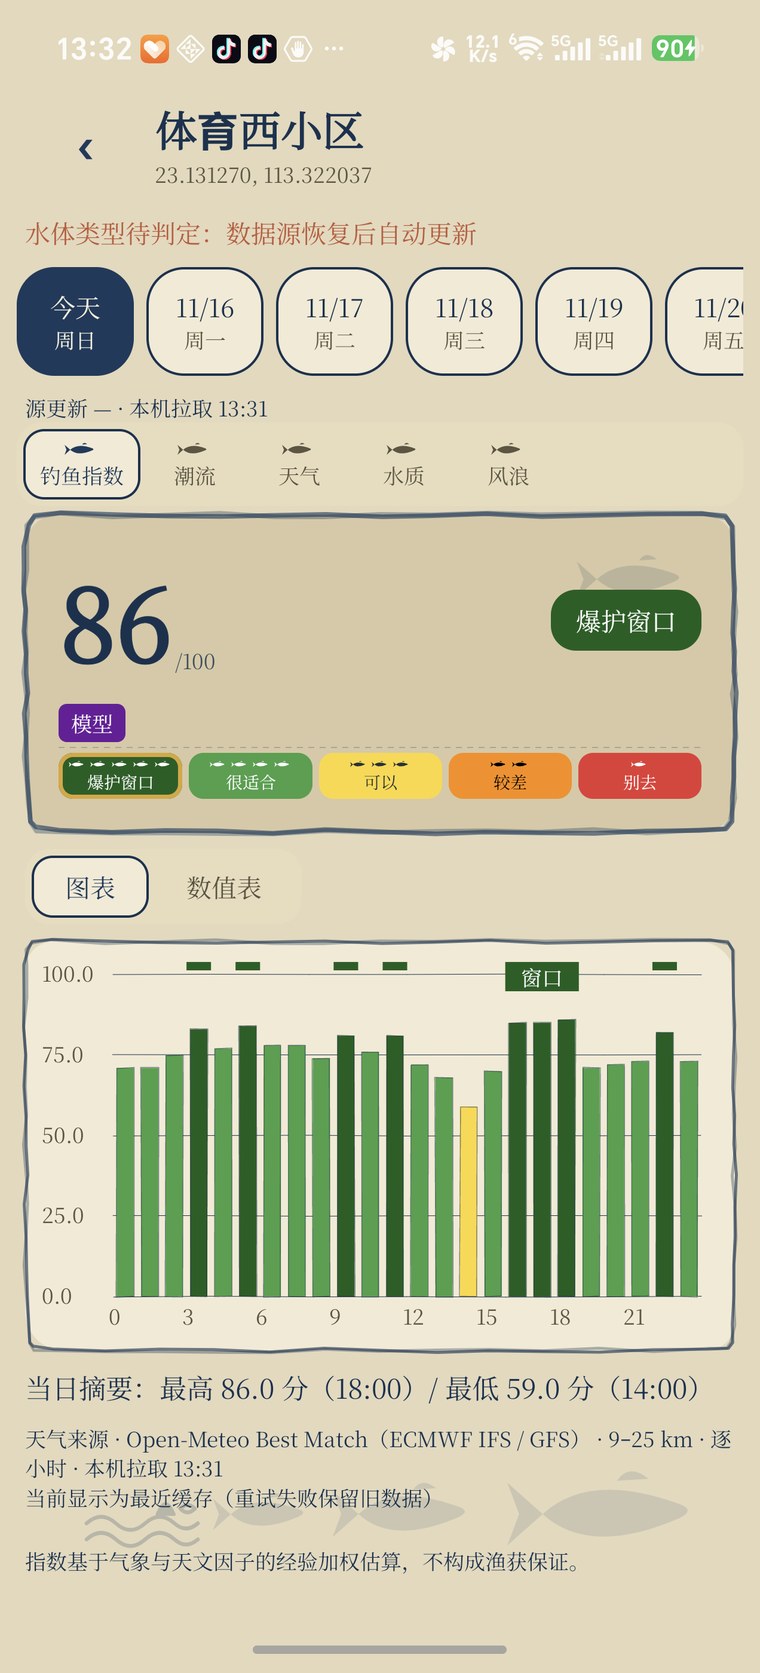 13:32
12.1 K/s
6
5G
5G
90
体育西小区
23.131270, 113.322037
水体类型待判定：数据源恢复后自动更新
今天 11/16 11/17 11/18 11/19 11/20
周日 周一 周二 周三 周四 周五
源更新 — · 本机拉取 13:31
钓鱼指数 潮流 天气 水质 风浪
86 /100
爆护窗口
模型
爆护窗口 很适合 可以 较差 别去
图表 数值表
窗口
100.0
75.0
50.0
25.0
0.0
0 3 6 9 12 15 18 21
当日摘要：最高 86.0 分（18:00）/ 最低 59.0 分（14:00）
天气来源 · Open-Meteo Best Match（ECMWF IFS / GFS） · 9–25 km · 逐
小时 · 本机拉取 13:31
当前显示为最近缓存（重试失败保留旧数据）
指数基于气象与天文因子的经验加权估算，不构成渔获保证。